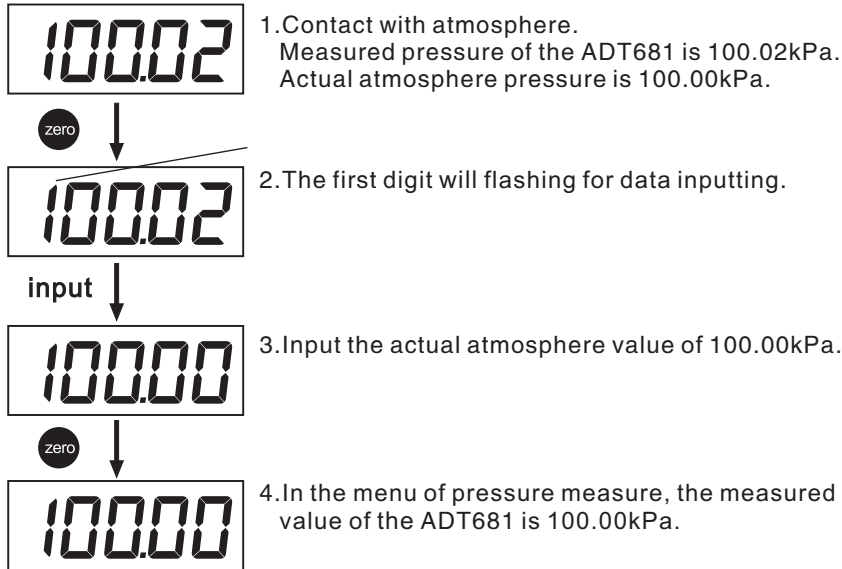 100.02
1.Contact with atmosphere.
Measured pressure of the ADT681 is 100.02kPa.
Actual atmosphere pressure is 100.00kPa.
zero
100.02
2.The first digit will flashing for data inputting.
input
100.00
3.Input the actual atmosphere value of 100.00kPa.
zero
100.00
4.In the menu of pressure measure, the measured
value of the ADT681 is 100.00kPa.